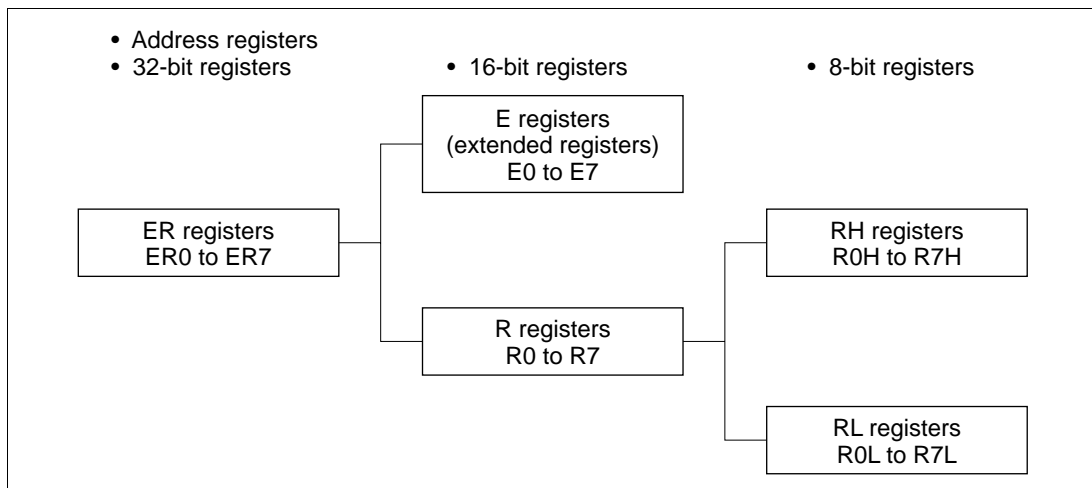 • Address registers
• 32-bit registers
• 16-bit registers
• 8-bit registers
E registers
(extended registers)
E0 to E7
ER registers
ER0 to ER7
RH registers
R0H to R7H
R registers
R0 to R7
RL registers
R0L to R7L